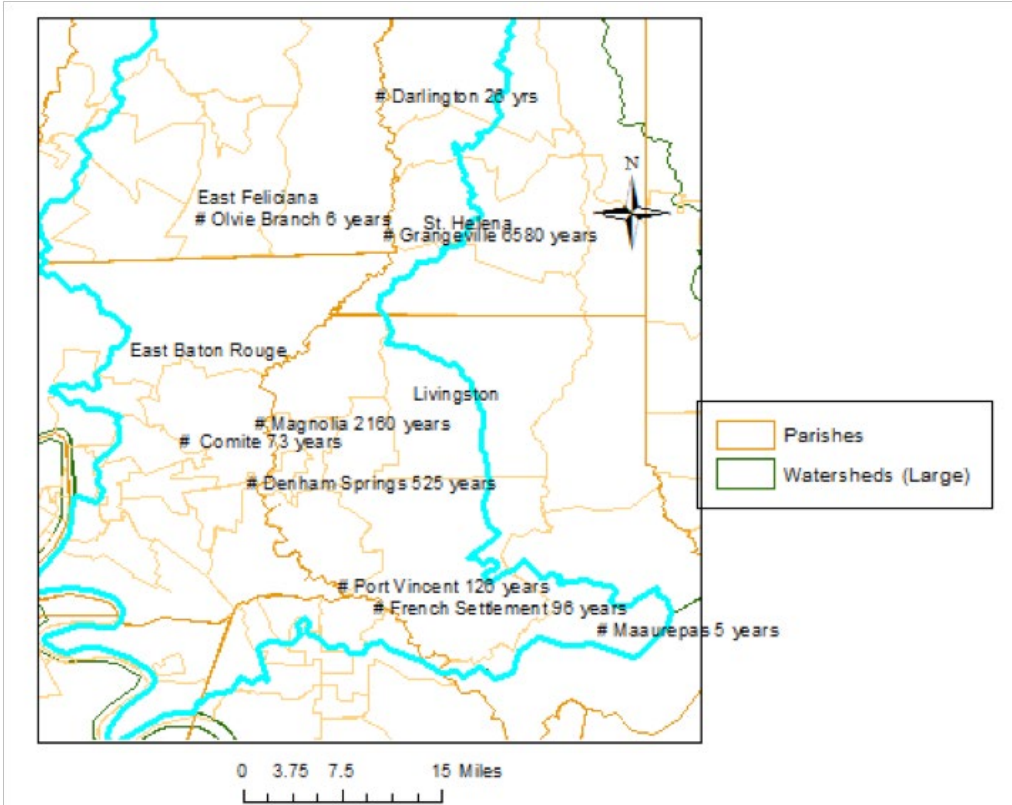 # Darlington 26 yrs
N
East Feliciana
# Olvie Branch 6 years
St. Helena
# Grangeville 6580 years
East Baton Rouge
Livingston
# Magnolia 2160 years
# Comite 73 years
# Denham Springs 525 years
Parishes
Watersheds (Large)
# Port Vincent 126 years
# French Settlement 96 years
# Maaurepas 5 years
0 3.75 7.5 15 Miles